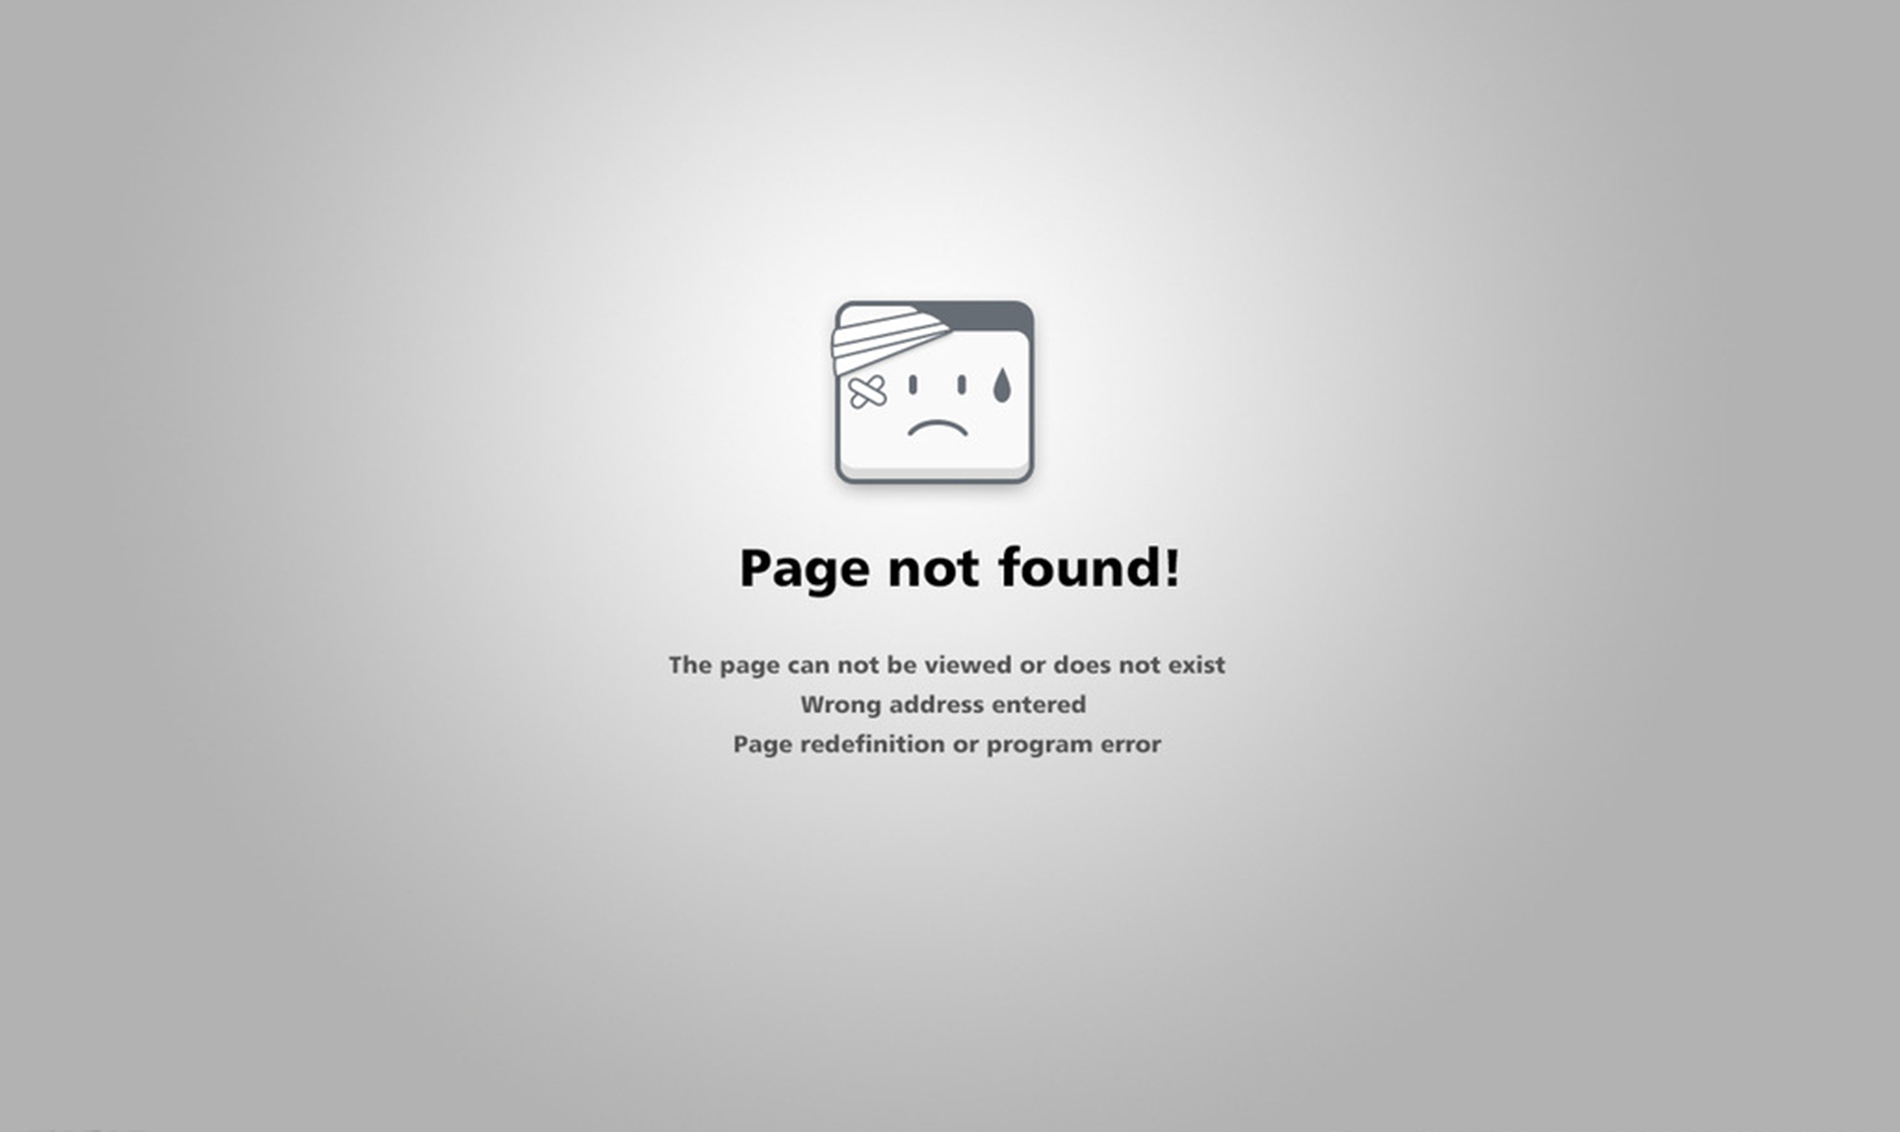 Page not found!
The page can not be viewed or does not exist
Wrong address entered
Page redefinition or program error